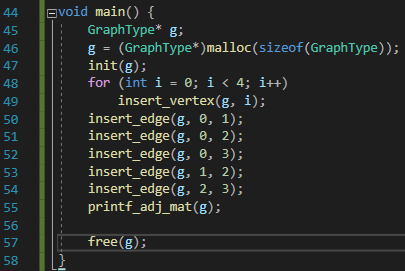 44 void main() {
45 GraphType* g;
46 g = (GraphType*)malloc(sizeof(GraphType));
47 init(g);
48 for (int i = 0; i < 4; i++)
49 insert_vertex(g, i);
50 insert_edge(g, 0, 1);
51 insert_edge(g, 0, 2);
52 insert_edge(g, 0, 3);
53 insert_edge(g, 1, 2);
54 insert_edge(g, 2, 3);
55 printf_adj_mat(g);
56
57 free(g);
58 }